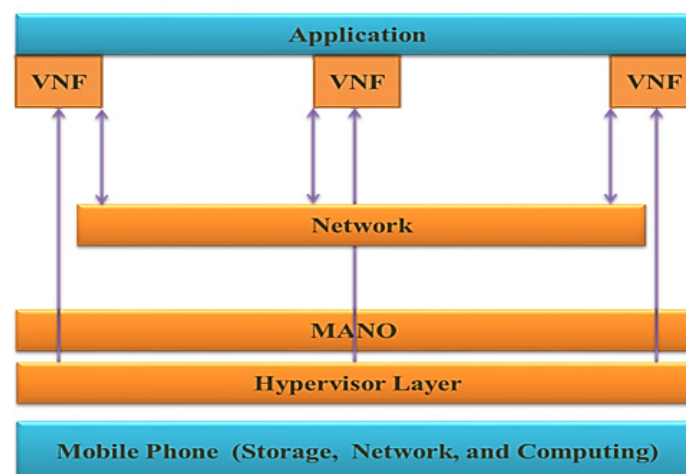 Application
VNF VNF VNF
Network
MANO
Hypervisor Layer
Mobile Phone (Storage, Network, and Computing)